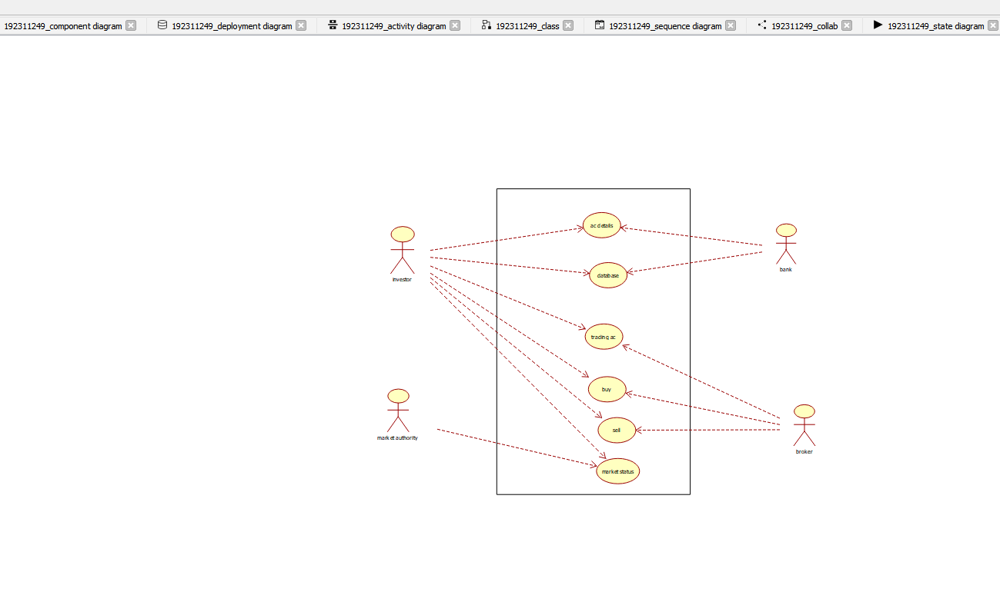 192311249_component diagram
192311249_deployment diagram
192311249_activity diagram
192311249_class
192311249_sequence diagram
192311249_collab
192311249_state diagram
ac details
investor
bank
database
trading ac
buy
market authority
sell
broker
market status